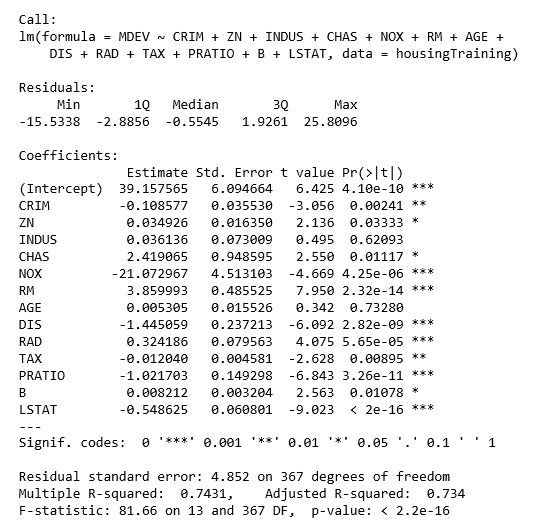 Call:
lm(formula = MDEV ~ CRIM + ZN + INDUS + CHAS + NOX + RM + AGE +
    DIS + RAD + TAX + PRATIO + B + LSTAT, data = housingTraining)

Residuals:
     Min       1Q   Median       3Q      Max
-15.5338  -2.8856  -0.5545   1.9261  25.8096

Coefficients:
              Estimate Std. Error t value Pr(>|t|)
(Intercept)  39.157565   6.094664   6.425 4.10e-10 ***
CRIM         -0.108577   0.035530  -3.056  0.00241 **
ZN            0.034926   0.016350   2.136  0.03333 *
INDUS         0.036136   0.073009   0.495  0.62093
CHAS          2.419065   0.948595   2.550  0.01117 *
NOX         -21.072967   4.513103  -4.669 4.25e-06 ***
RM            3.859993   0.485525   7.950 2.32e-14 ***
AGE           0.005305   0.015526   0.342  0.73280
DIS          -1.445059   0.237213  -6.092 2.82e-09 ***
RAD           0.324186   0.079563   4.075 5.65e-05 ***
TAX          -0.012040   0.004581  -2.628  0.00895 **
PRATIO       -1.021703   0.149298  -6.843 3.26e-11 ***
B             0.008212   0.003204   2.563  0.01078 *
LSTAT        -0.548625   0.060801  -9.023  < 2e-16 ***
---
Signif. codes:  0 '***' 0.001 '**' 0.01 '*' 0.05 '.' 0.1 ' ' 1

Residual standard error: 4.852 on 367 degrees of freedom
Multiple R-squared:  0.7431,    Adjusted R-squared:  0.734
F-statistic: 81.66 on 13 and 367 DF,  p-value: < 2.2e-16